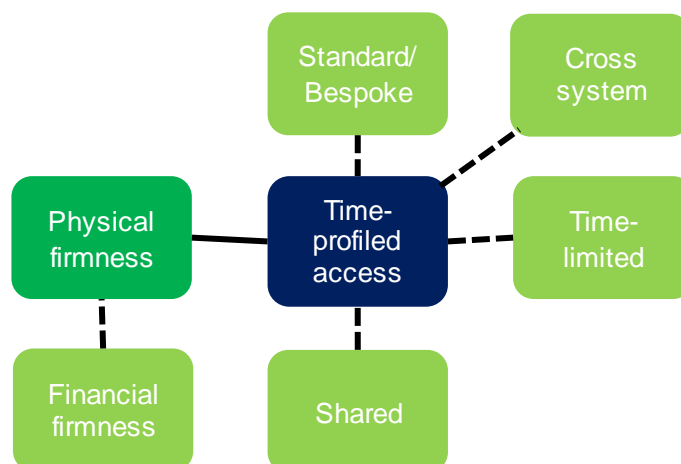 Standard/
Bespoke
Cross
system
Physical
firmness
Time-
profiled
access
Time-
limited
Financial
firmness
Shared